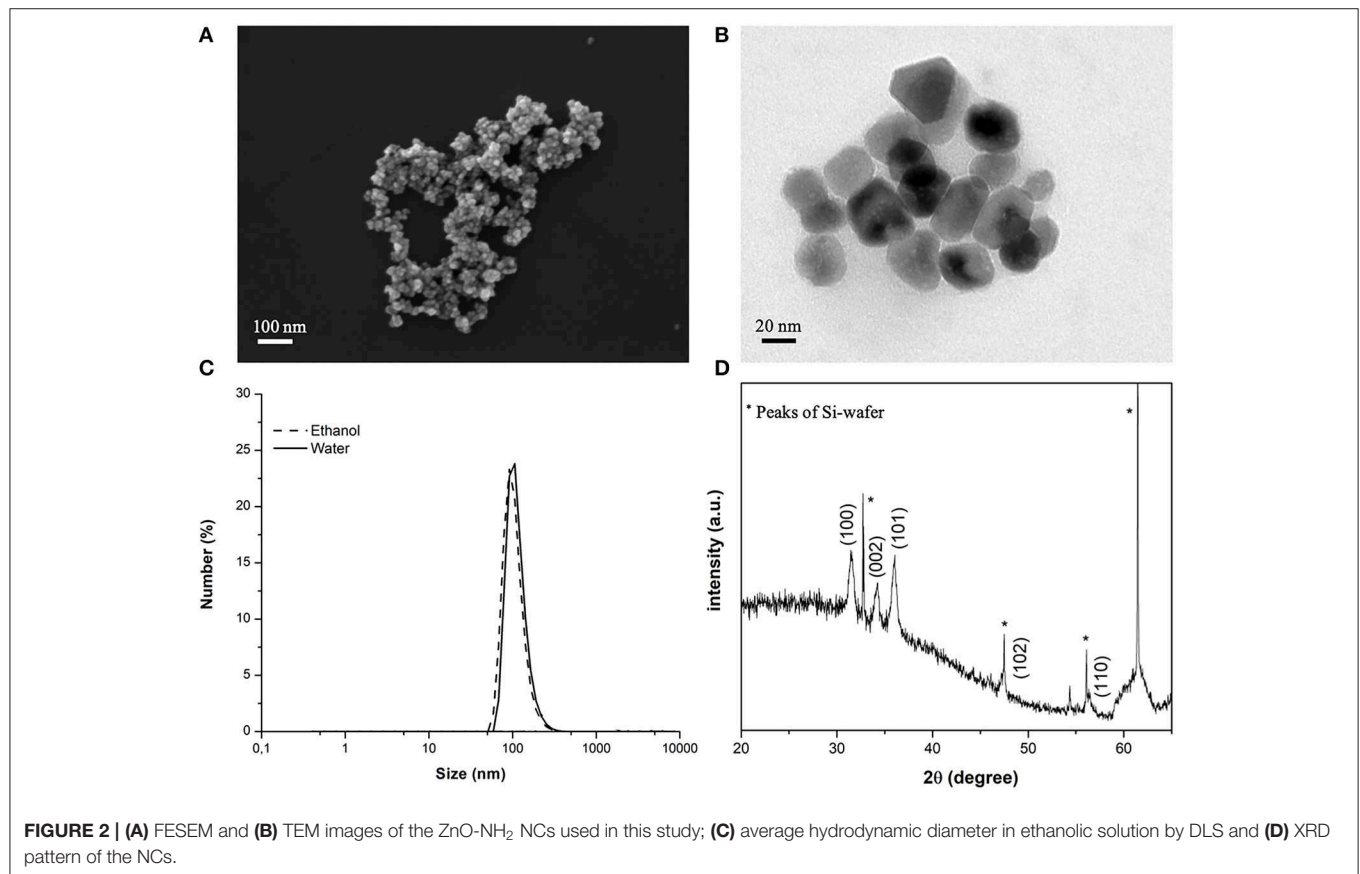 A
100 nm
B
20 nm
C
30
25
20
15
10
5
0
Number (%)
Ethanol
Water
0,1 1 10 100 1000 10000
Size (nm)
D
* Peaks of Si-wafer
*
(100)
*
(002)
(101)
*
(102)
*
(110)
intensity (a.u.)
20 30 40 50 60
2θ (degree)
FIGURE 2 | (A) FESEM and (B) TEM images of the ZnO-NH₂ NCs used in this study; (C) average hydrodynamic diameter in ethanolic solution by DLS and (D) XRD
pattern of the NCs.